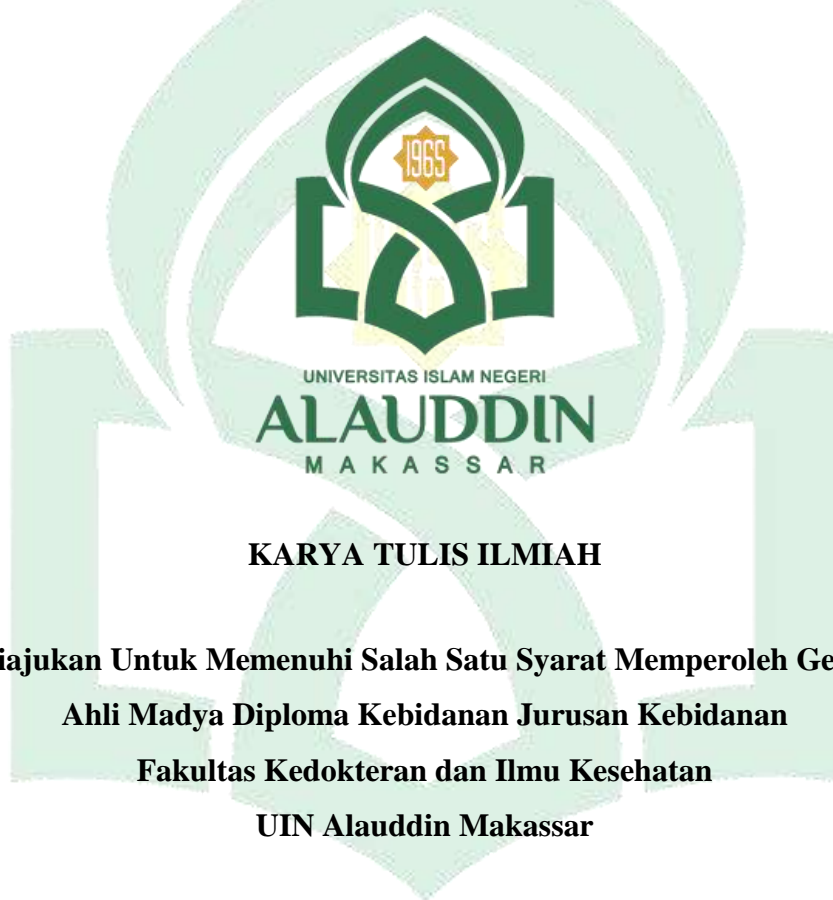 1965
UNIVERSITAS ISLAM NEGERI
ALAUDDIN
MAKASSAR
KARYA TULIS ILMIAH
iajukan Untuk Memenuhi Salah Satu Syarat Memperoleh Ge
Ahli Madya Diploma Kebidanan Jurusan Kebidanan
Fakultas Kedokteran dan Ilmu Kesehatan
UIN Alauddin Makassar